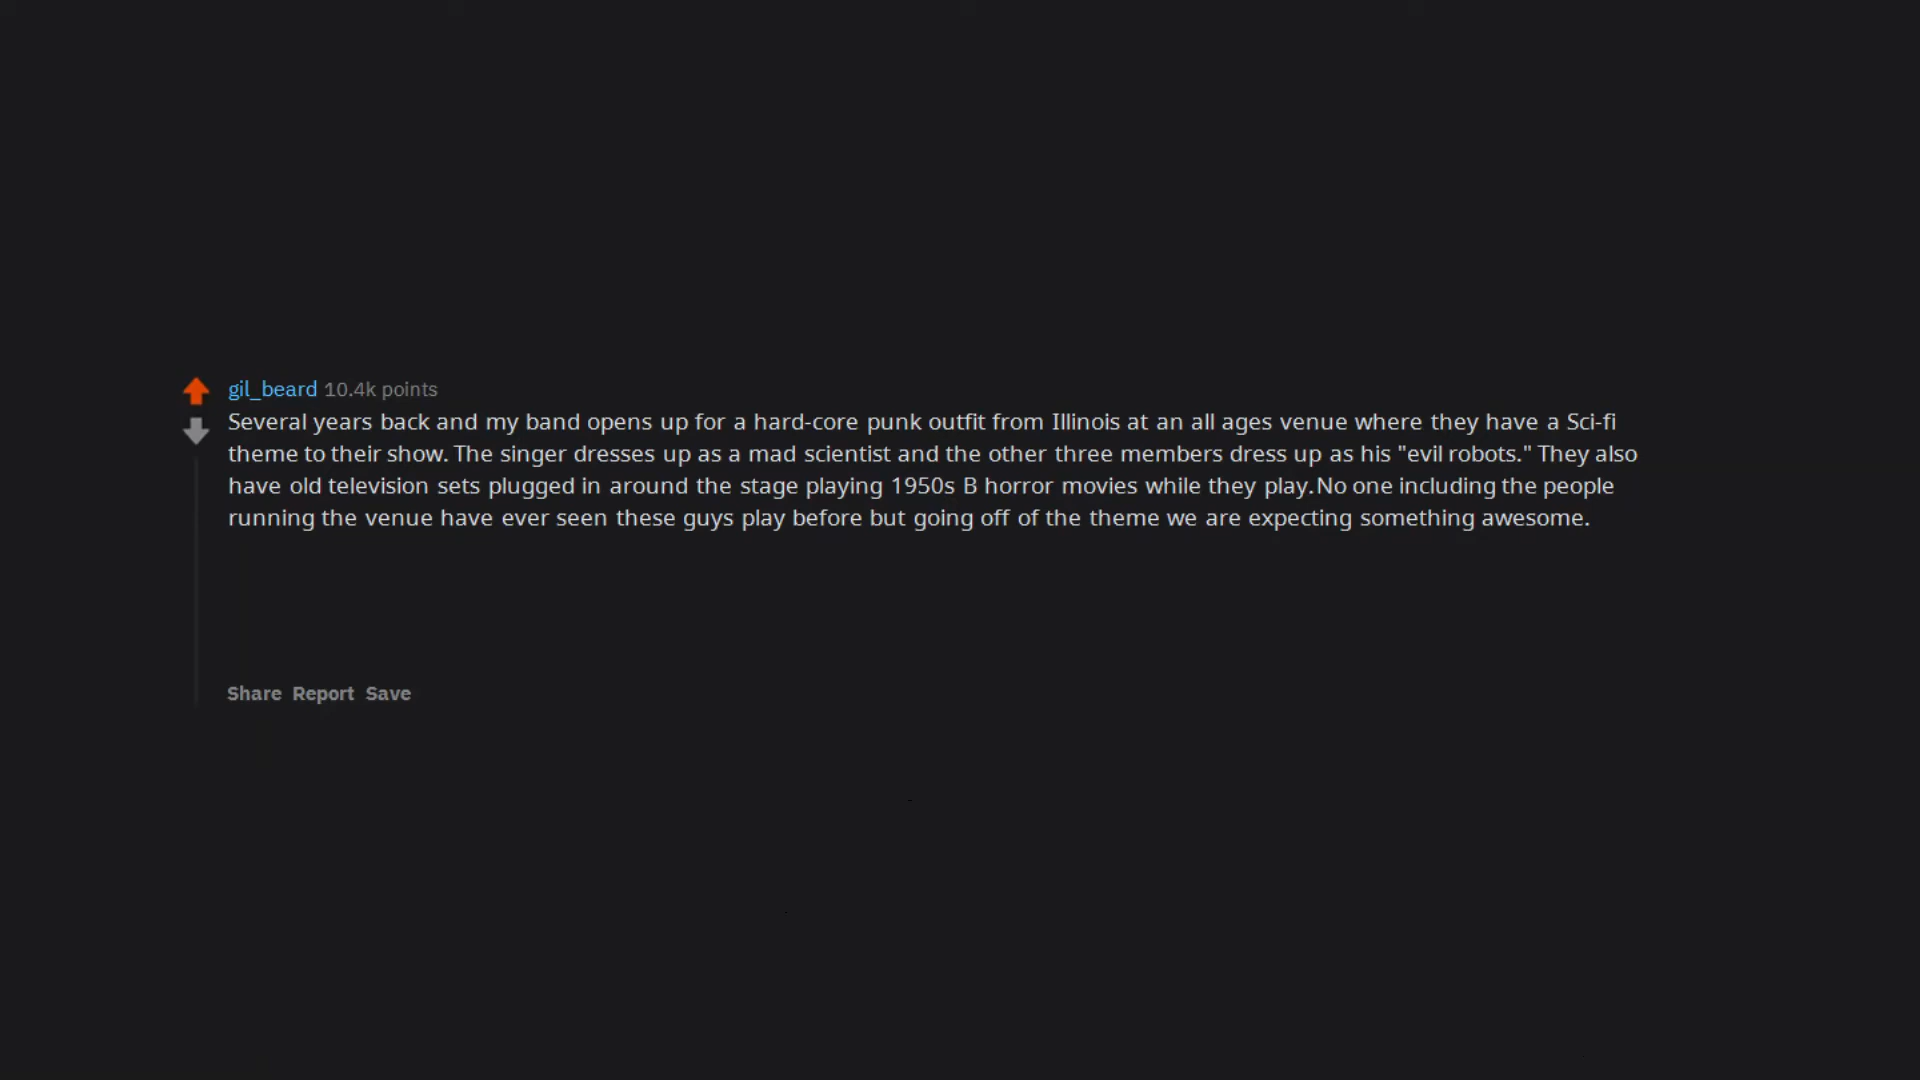 gil_beard 10.4k points
Several years back and my band opens up for a hard-core punk outfit from Illinois at an all ages venue where they have a Sci-fi
theme to their show. The singer dresses up as a mad scientist and the other three members dress up as his "evil robots." They also
have old television sets plugged in around the stage playing 1950s B horror movies while they play.No one including the people
running the venue have ever seen these guys play before but going off of the theme we are expecting something awesome.
Share Report Save